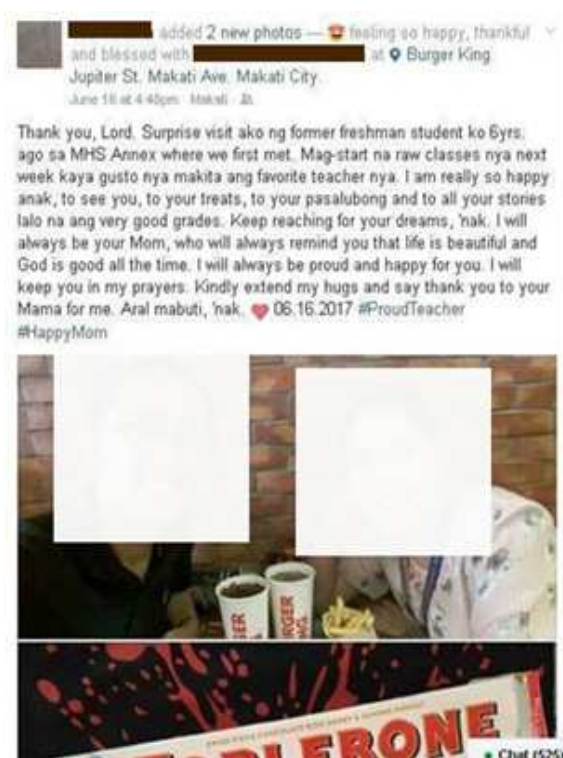 added 2 new photos — feeling so happy, thankful
and blessed with at Burger King
Jupiter St. Makati Ave. Makati City.
June 16 at 4:45pm · Makati ·
Thank you, Lord. Surprise visit ako ng former freshman student ko 6yrs.
ago sa MHS Annex where we first met. Mag-start na raw classes nya next
week kaya gusto nya makita ang favorite teacher nya. I am really so happy
anak, to see you, to your treats, to your pasalubong and to all your stories
lalo na ang very good grades. Keep reaching for your dreams, 'nak. I will
always be your Mom, who will always remind you that life is beautiful and
God is good all the time. I will always be proud and happy for you. I will
keep you in my prayers. Kindly extend my hugs and say thank you to your
Mama for me. Aral mabuti, 'nak. ❤ 06.16.2017 #ProudTeacher
#HappyMom
TOBLERONE
Chat (525)